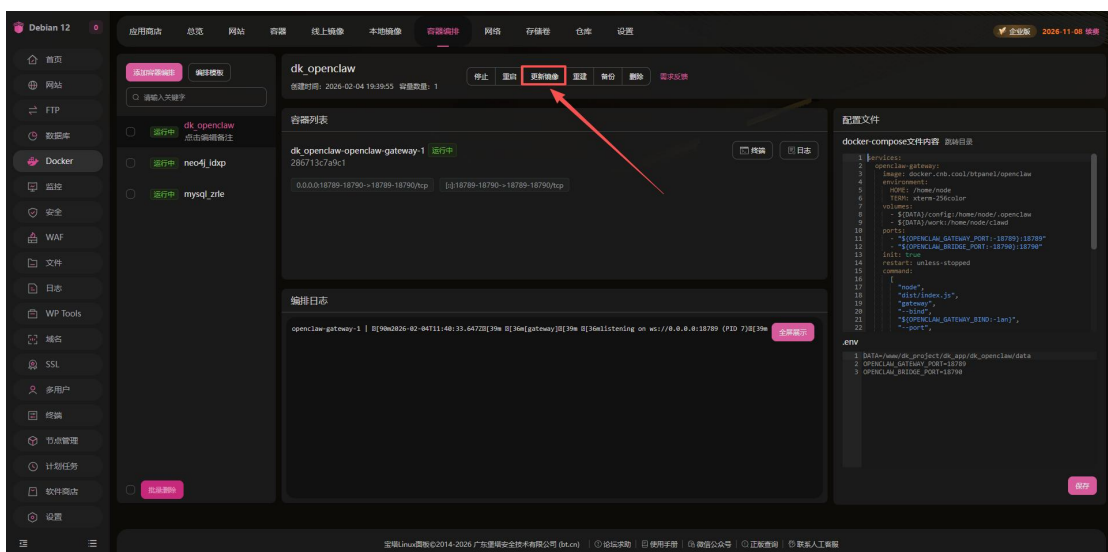 Debian 12 0
首页
网站
FTP
数据库
Docker
监控
安全
WAF
文件
日志
WP Tools
域名
SSL
多用户
终端
节点管理
计划任务
软件商店
设置
应用商店 总览 网站 容器 线上镜像 本地镜像 容器编排 网络 存储卷 仓库 设置
企业版 2026-11-08 续费
添加容器编排 编排模板
请输入关键字
运行中 dk_openclaw
点击编辑备注
运行中 neo4j_idxp
运行中 mysql_zrle
批量删除
dk_openclaw
创建时间: 2026-02-04 19:39:55 容器数量: 1
停止 重启 更新镜像 重建 备份 删除 需求反馈
容器列表
dk_openclaw-openclaw-gateway-1 运行中
286713c7a9c1
终端 日志
0.0.0.0:18789-18790->18789-18790/tcp [::]:18789-18790->18789-18790/tcp
编排日志
openclaw-gateway-1 | [90m2026-02-04T11:40:33.647Z[39m [36m[gateway][39m [36mlistening on ws://0.0.0.0:18789 (PID 7)[39m
全屏展示
配置文件
docker-compose文件内容 跳转目录
1 services:
2 openclaw-gateway:
3 image: docker.cnb.cool/btpanel/openclaw
4 environment:
5 HOME: /home/node
6 TERM: xterm-256color
7 volumes:
8 - ${DATA}/config:/home/node/.openclaw
9 - ${DATA}/work:/home/node/clawd
10 ports:
11 - "${OPENCLAW_GATEWAY_PORT:-18789}:18789"
12 - "${OPENCLAW_BRIDGE_PORT:-18790}:18790"
13 init: true
14 restart: unless-stopped
15 command:
16 [
17 "node",
18 "dist/index.js",
19 "gateway",
20 "--bind",
21 "${OPENCLAW_GATEWAY_BIND:-lan}",
22 "--port",
.env
1 DATA=/www/dk_project/dk_app/dk_openclaw/data
2 OPENCLAW_GATEWAY_PORT=18789
3 OPENCLAW_BRIDGE_PORT=18790
保存
宝塔Linux面板©2014-2026 广东堡塔安全技术有限公司 (bt.cn) 论坛求助 使用手册 微信公众号 正版查询 联系人工客服